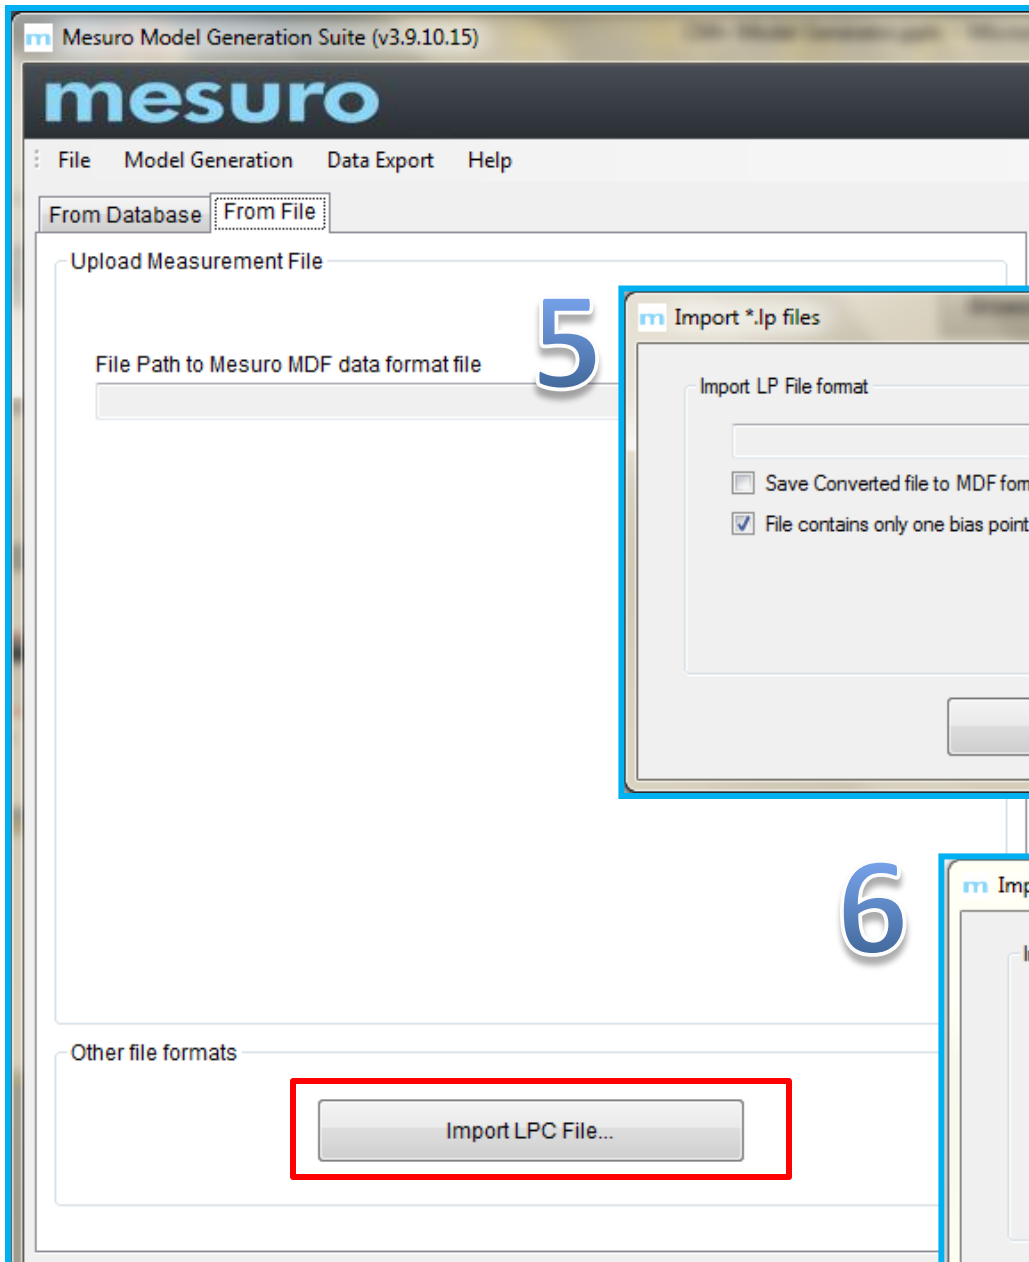 Mesuro Model Generation Suite (v3.9.10.15)
mesuro
File Model Generation Data Export Help
From Database From File
Upload Measurement File
5
m Import *.lp files
File Path to Mesuro MDF data format file
Import LP File format
Save Converted file to MDF form
File contains only one bias point
6
m Imp
Other file formats
Import LPC File...